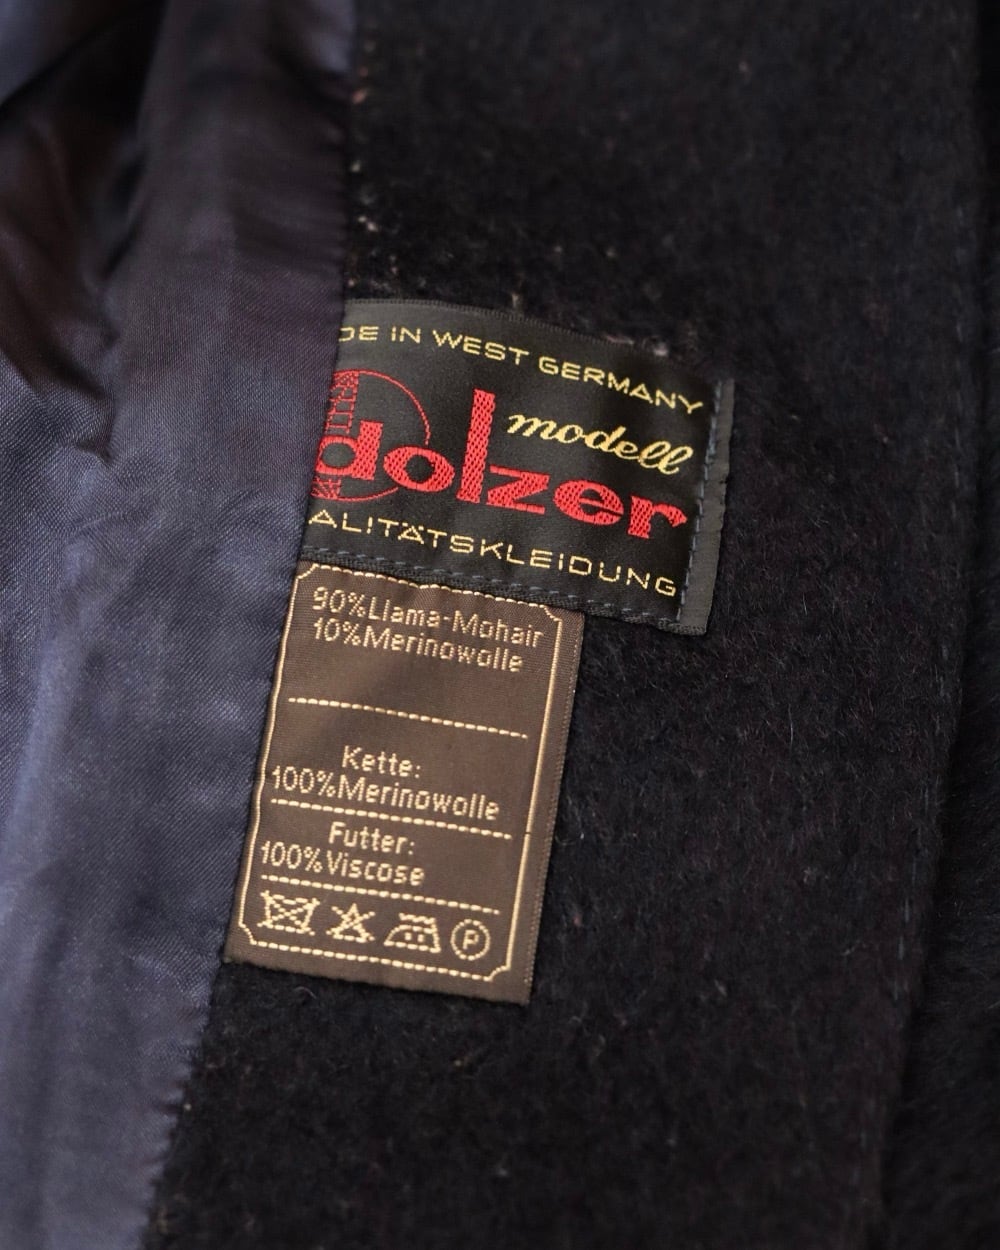 DE IN WEST GERMANY
modell
dolzer
ALITÄTSKLEIDUNG
90%Llama-Mohair
10%Merinowolle
Kette:
100%Merinowolle
Futter:
100%Viscose
P